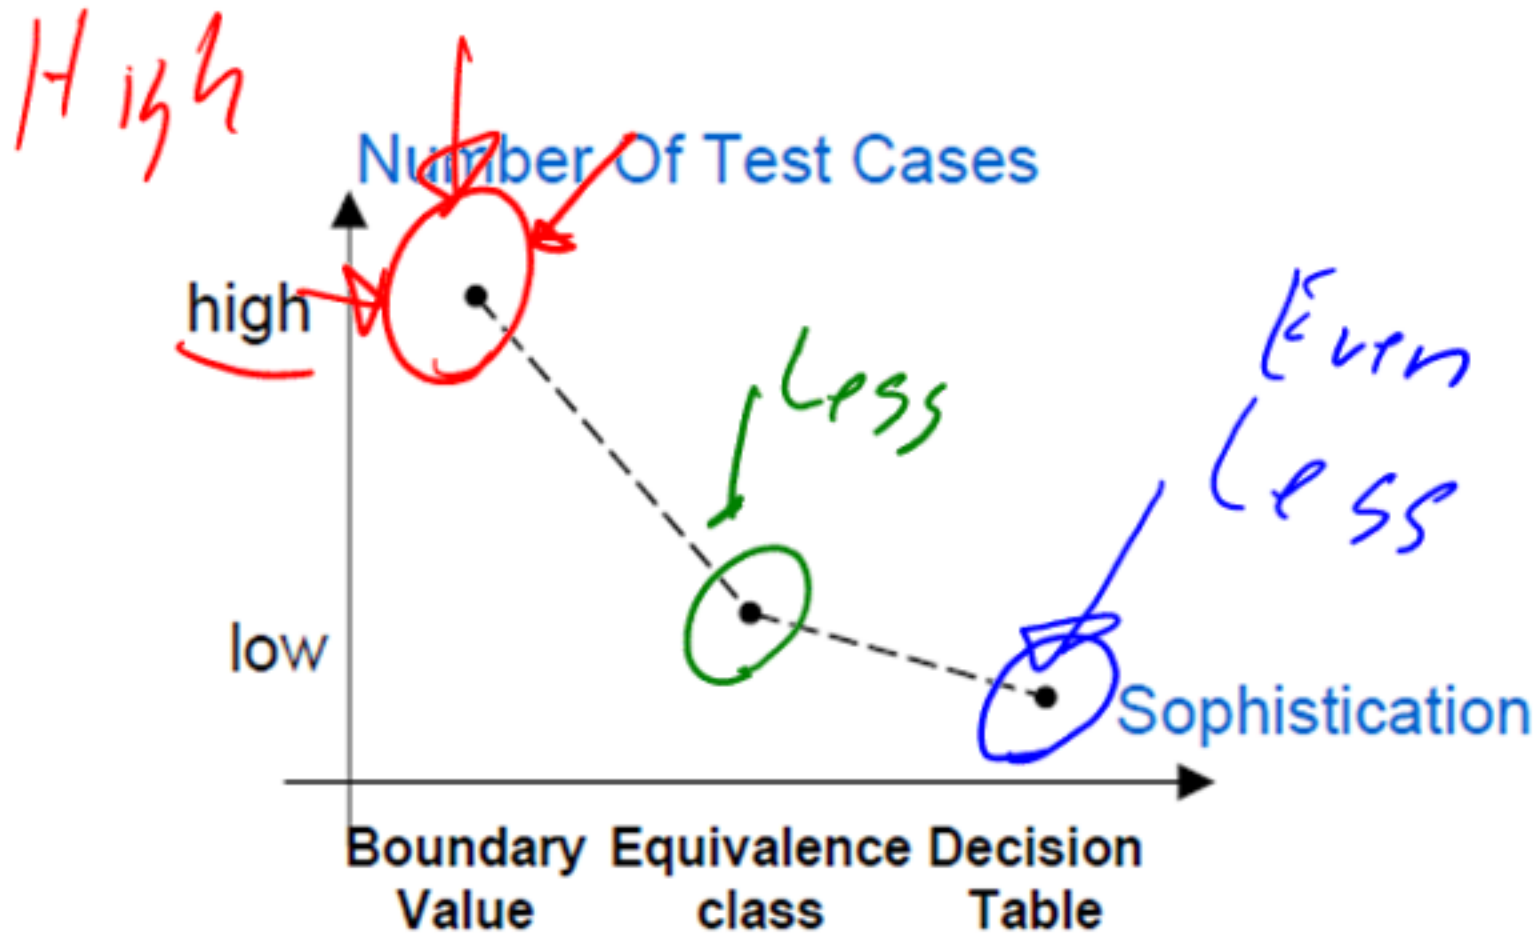 High
Number Of Test Cases
high
Less
Even
Less
low
Sophistication
Boundary Value
Equivalence class
Decision Table